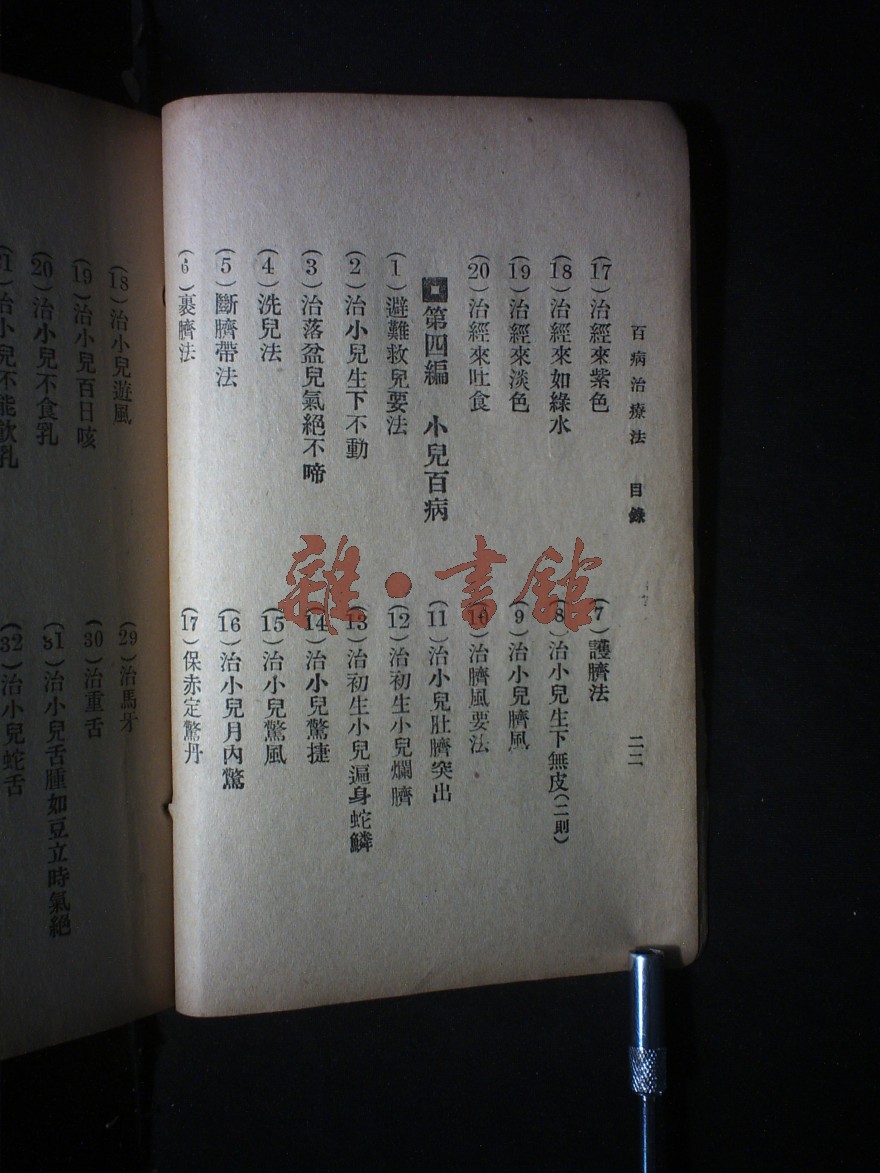 百病治療法　目錄　二二
(17)治經來紫色
(18)治經來如綠水
(19)治經來淡色
(20)治經來吐食
第四編　小兒百病
(1)避難救兒要法
(2)治小兒生下不動
(3)治落盆兒氣絕不啼
(4)洗兒法
(5)斷臍帶法
(6)裹臍法
(7)護臍法
(8)治小兒生下無皮(二則)
(9)治小兒臍風
(10)治臍風要法
(11)治小兒肚臍突出
(12)治初生小兒爛臍
(13)治初生小兒遍身蛇鱗
(14)治小兒驚捷
(15)治小兒驚風
(16)治小兒月內驚
(17)保赤定驚丹
(18)治小兒遊風
(19)治小兒百日咳
(20)治小兒不食乳
治小兒不能飲乳
(29)治馬牙
(30)治重舌
(31)治小兒舌腫如豆立時氣絕
(32)治小兒蛇舌
雜·書館